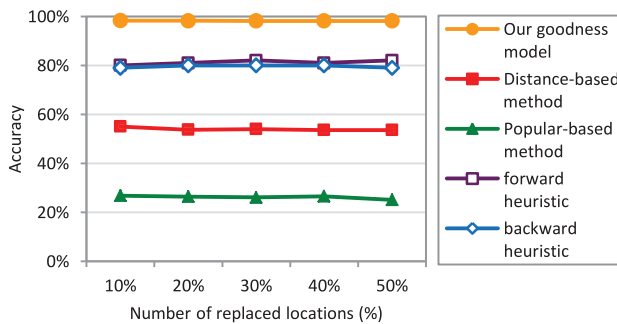 100%
80%
60%
40%
20%
0%
Accuracy
10%
20%
30%
40%
50%
Number of replaced locations (%)
Our goodness
model
Distance-based
method
Popular-based
method
forward
heuristic
backward
heuristic